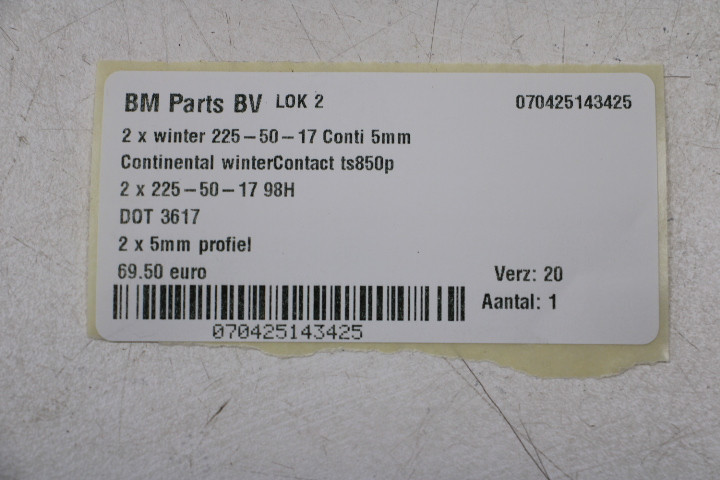 BM Parts BV LOK 2 070425143425
2 x winter 225-50-17 Conti 5mm
Continental winterContact ts850p
2 x 225-50-17 98H
DOT 3617
2 x 5mm profiel
69.50 euro Verz: 20
Aantal: 1
070425143425